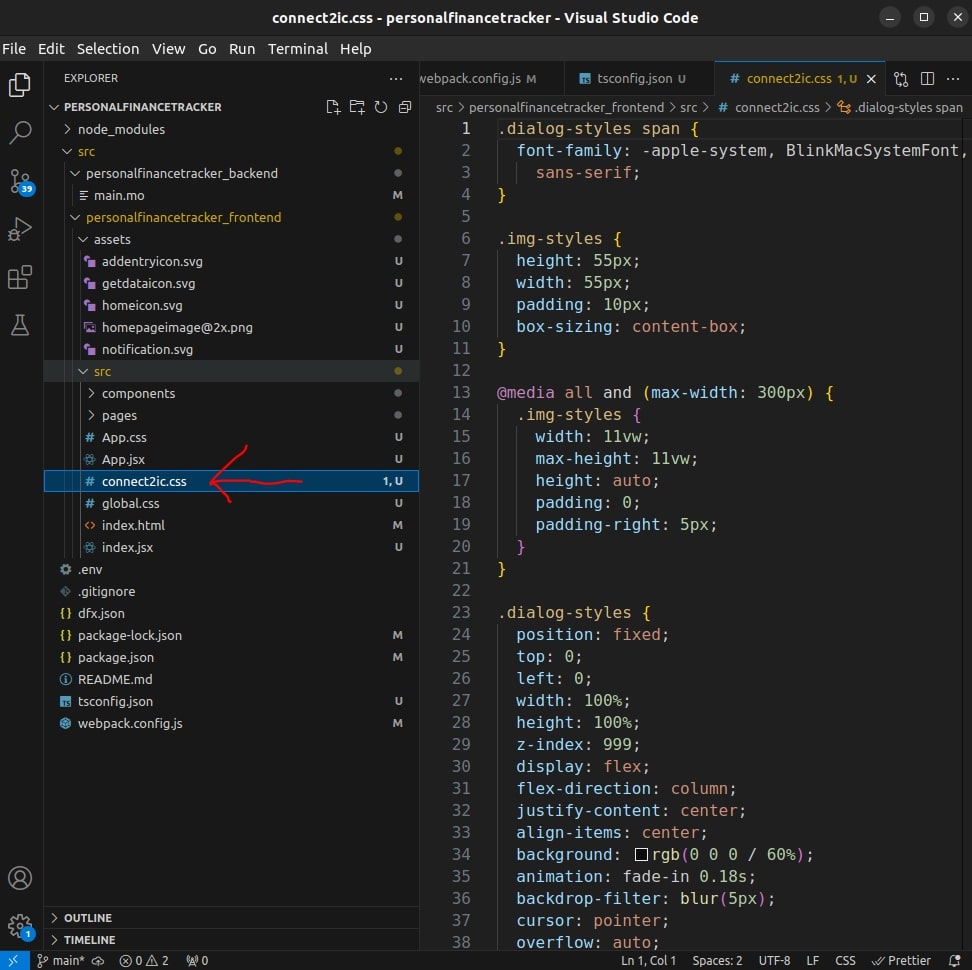 connect2ic.css - personalfinancetracker - Visual Studio Code
File Edit Selection View Go Run Terminal Help
EXPLORER
PERSONALFINANCETRACKER
node_modules
src
personalfinancetracker_backend
main.mo M
personalfinancetracker_frontend
assets
addentryicon.svg U
getdataicon.svg U
homeicon.svg U
homepageimage@2x.png U
notification.svg U
src
components
pages
App.css U
App.jsx U
connect2ic.css 1, U
global.css U
index.html M
index.jsx U
.env
.gitignore
dfx.json
package-lock.json M
package.json M
README.md
tsconfig.json U
webpack.config.js M
OUTLINE
TIMELINE
39
1
webpack.config.js M
tsconfig.json U
connect2ic.css 1, U
src > personalfinancetracker_frontend > src > # connect2ic.css > .dialog-styles span
1 .dialog-styles span {
2 font-family: -apple-system, BlinkMacSystemFont,
3 sans-serif;
4 }
5
6 .img-styles {
7 height: 55px;
8 width: 55px;
9 padding: 10px;
10 box-sizing: content-box;
11 }
12
13 @media all and (max-width: 300px) {
14 .img-styles {
15 width: 11vw;
16 max-height: 11vw;
17 height: auto;
18 padding: 0;
19 padding-right: 5px;
20 }
21 }
22
23 .dialog-styles {
24 position: fixed;
25 top: 0;
26 left: 0;
27 width: 100%;
28 height: 100%;
29 z-index: 999;
30 display: flex;
31 flex-direction: column;
32 justify-content: center;
33 align-items: center;
34 background: rgb(0 0 0 / 60%);
35 animation: fade-in 0.18s;
36 backdrop-filter: blur(5px);
37 cursor: pointer;
38 overflow: auto;
main* 0 2 0 Ln 1, Col 1 Spaces: 2 UTF-8 LF CSS Prettier